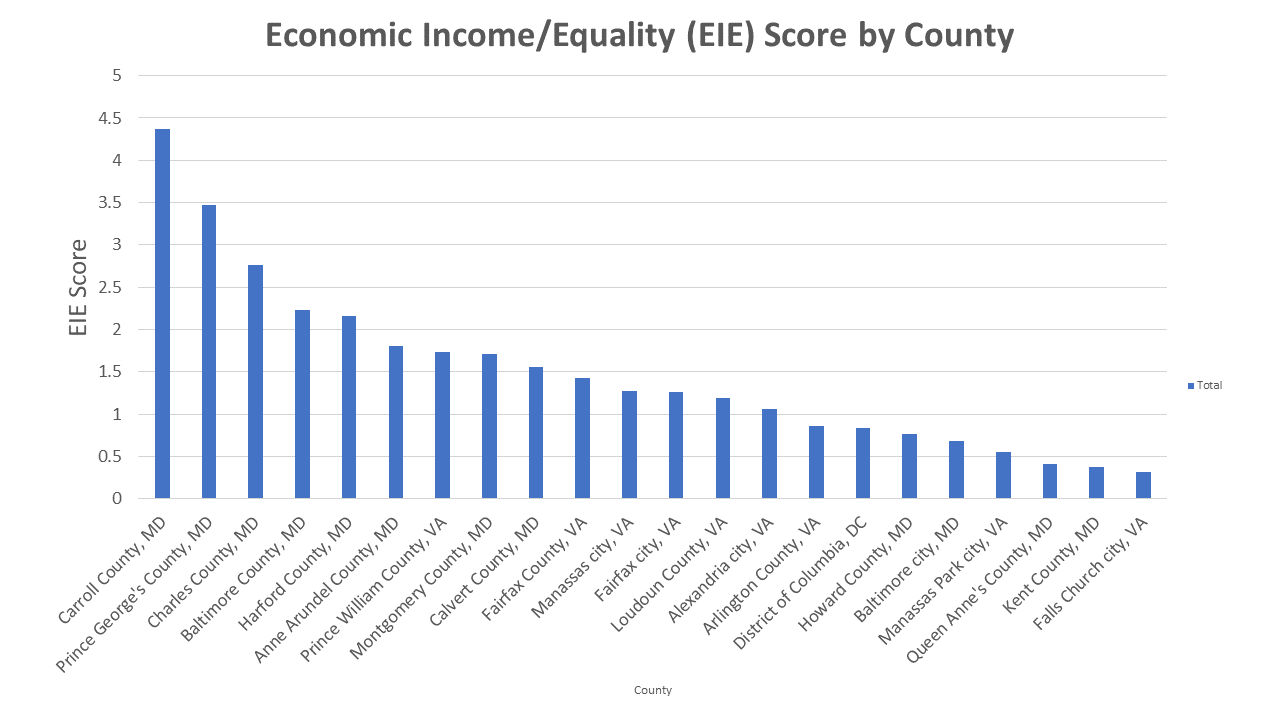 Economic Income/Equality (EIE) Score by County
5
4.5
4
3.5
3
2.5
2
1.5
1
0.5
0
EIE Score
Carroll County, MD
Prince George's County, MD
Charles County, MD
Baltimore County, MD
Harford County, MD
Anne Arundel County, MD
Prince William County, VA
Montgomery County, MD
Calvert County, MD
Fairfax County, VA
Manassas city, VA
Fairfax city, VA
Loudoun County, VA
Alexandria city, VA
Arlington County, VA
District of Columbia, DC
Howard County, MD
Baltimore city, MD
Manassas Park city, VA
Queen Anne's County, MD
Kent County, MD
Falls Church city, VA
County
Total